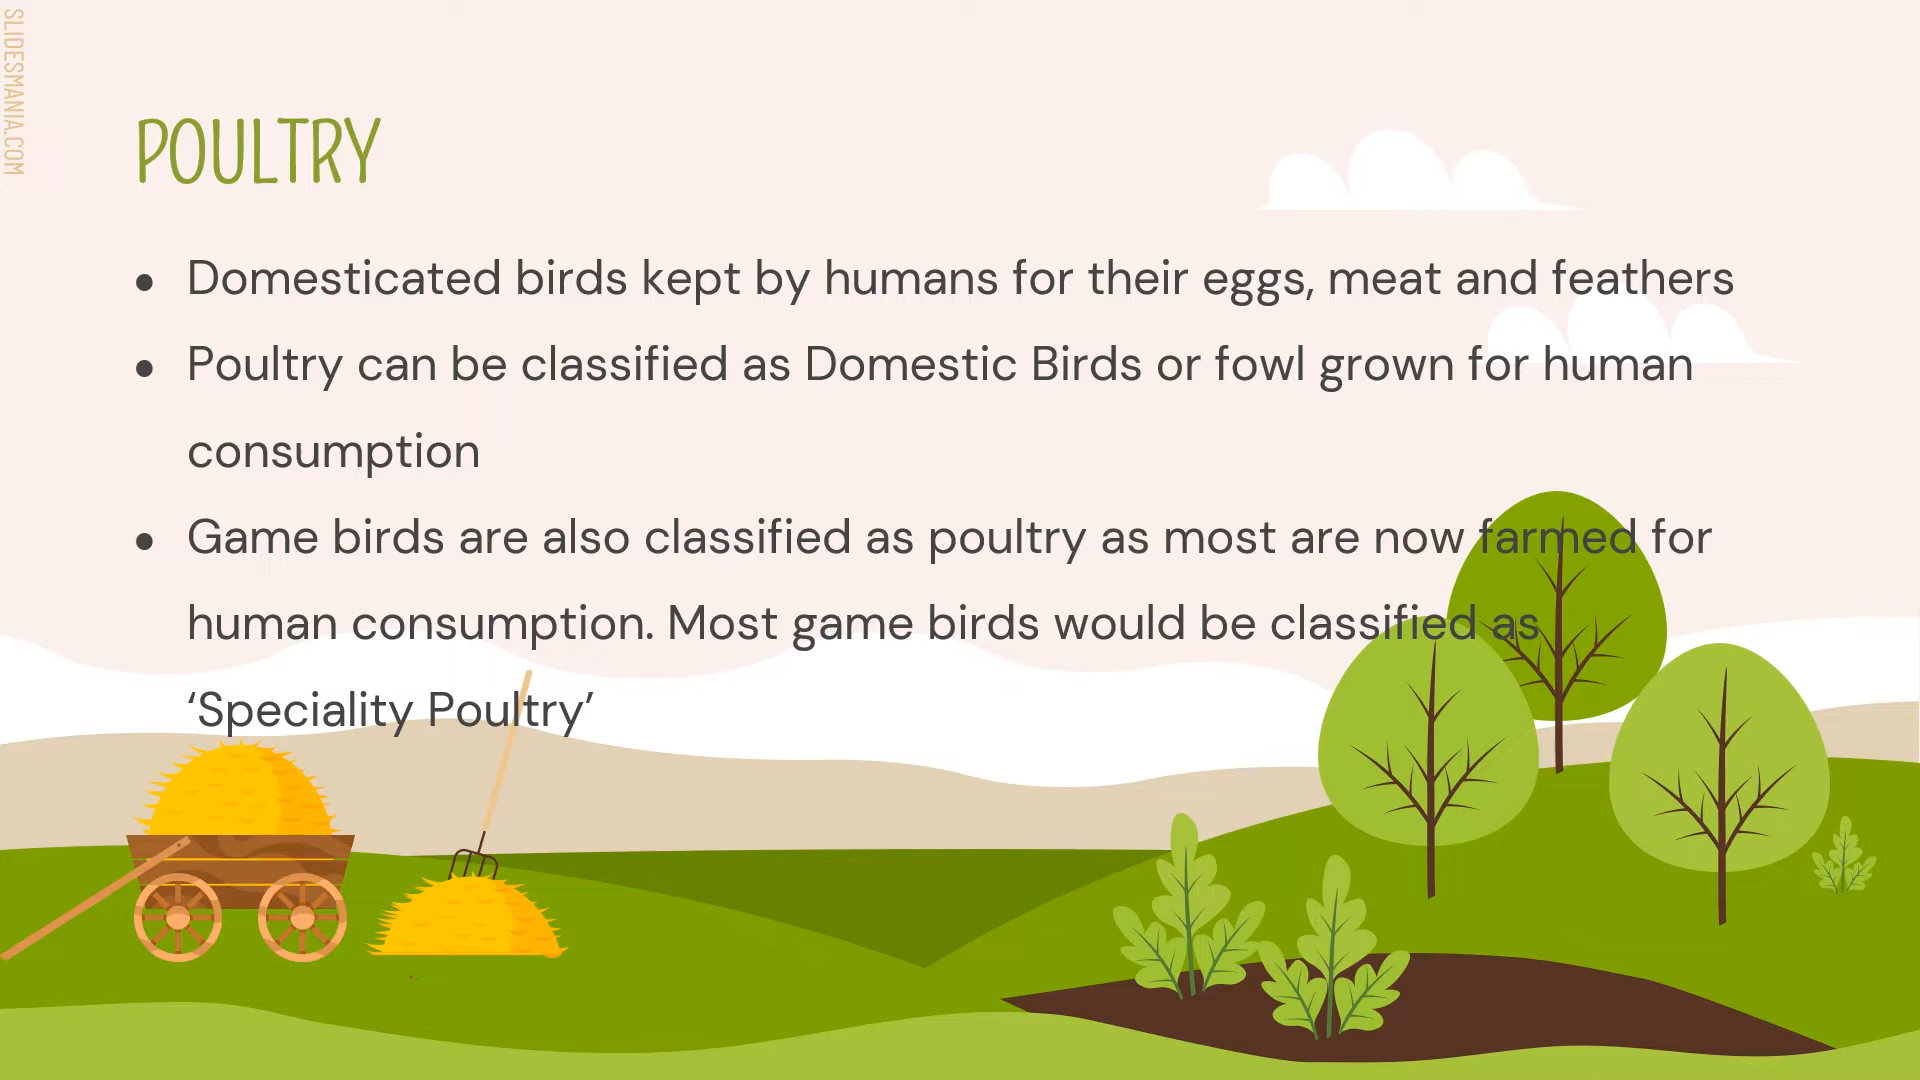 SLIDESMANIA.COM
POULTRY
● Domesticated birds kept by humans for their eggs, meat and feathers
● Poultry can be classified as Domestic Birds or fowl grown for human
consumption
● Game birds are also classified as poultry as most are now farmed for
human consumption. Most game birds would be classified as
‘Speciality Poultry’